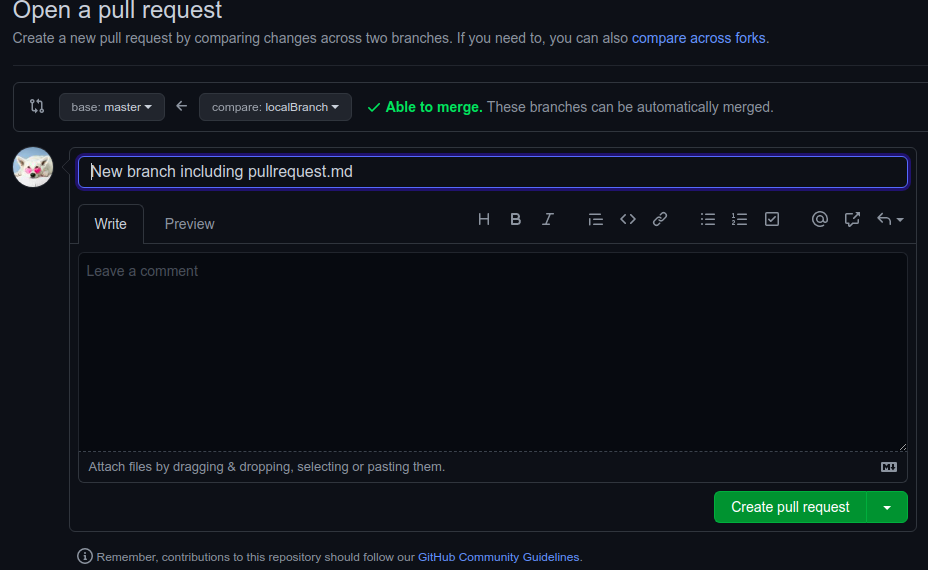 Open a pull request
Create a new pull request by comparing changes across two branches. If you need to, you can also compare across forks.
base: master compare: localBranch Able to merge. These branches can be automatically merged.
New branch including pullrequest.md
Write Preview H B I
Leave a comment
Attach files by dragging & dropping, selecting or pasting them.
Create pull request
Remember, contributions to this repository should follow our GitHub Community Guidelines.